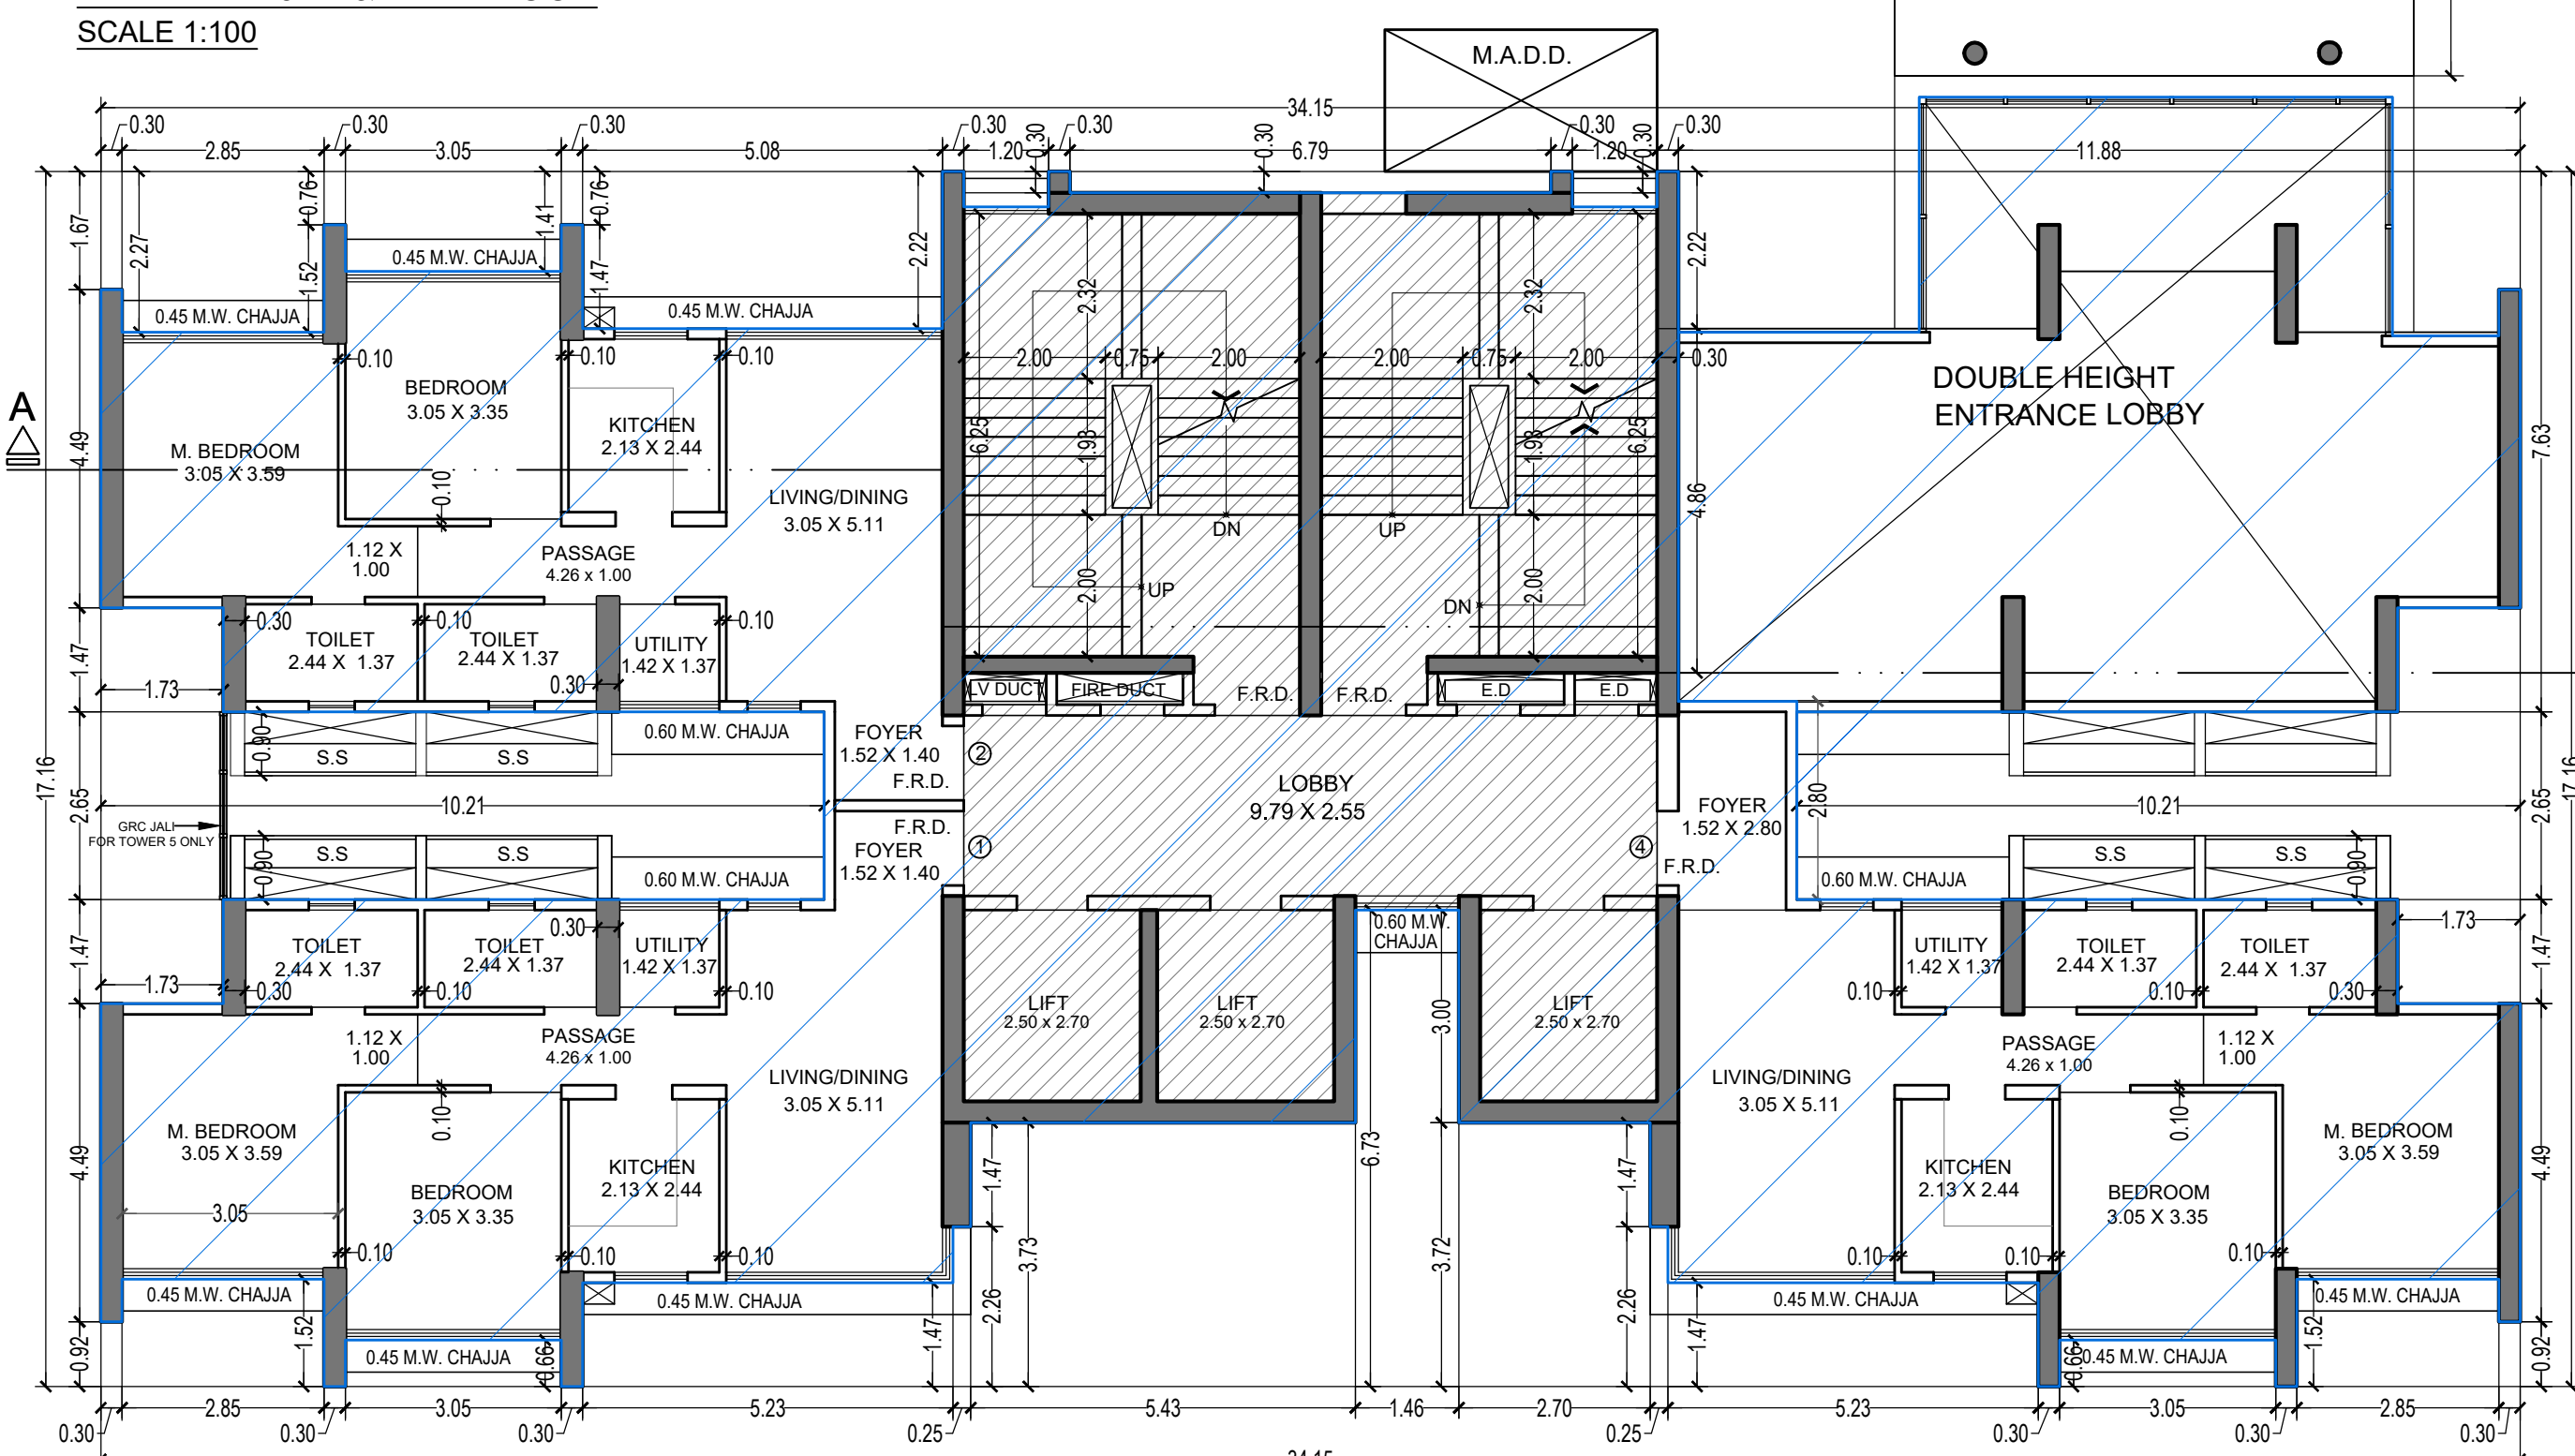 SCALE 1:100
M.A.D.D.
34.15
0.30
0.30
0.30
0.30
0.30
0.30
0.30
0.30
0.30
0.30
2.85
3.05
5.08
1.20
6.79
1.20
11.88
1.67
2.27
0.76
1.52
1.41
0.76
1.47
2.22
2.22
0.45 M.W. CHAJJA
0.45 M.W. CHAJJA
0.45 M.W. CHAJJA
2.32
2.32
0.10
0.10
0.10
2.00
0.75
2.00
2.00
0.75
2.00
0.30
A
BEDROOM
3.05 X 3.35
KITCHEN
2.13 X 2.44
M. BEDROOM
3.05 X 3.59
LIVING/DINING
3.05 X 5.11
DOUBLE HEIGHT
ENTRANCE LOBBY
4.49
0.10
6.25
1.93
1.93
6.25
4.86
7.63
DN
UP
1.12 X
1.00
PASSAGE
4.26 x 1.00
2.00
UP
2.00
DN
0.30
0.10
0.10
TOILET
2.44 X 1.37
TOILET
2.44 X 1.37
UTILITY
1.42 X 1.37
0.30
1.47
1.73
LV DUCT
FIRE DUCT
F.R.D.
F.R.D.
E.D
E.D
0.90
S.S
S.S
0.60 M.W. CHAJJA
FOYER
1.52 X 1.40
F.R.D.
2
LOBBY
9.79 X 2.55
17.16
2.65
10.21
GRC JALI
FOR TOWER 5 ONLY
FOYER
1.52 X 2.80
2.80
10.21
2.65
17.16
0.90
S.S
S.S
0.60 M.W. CHAJJA
F.R.D.
FOYER
1.52 X 1.40
1
4
F.R.D.
0.60 M.W. CHAJJA
S.S
S.S
0.90
1.47
1.73
0.30
TOILET
2.44 X 1.37
0.10
TOILET
2.44 X 1.37
0.30
UTILITY
1.42 X 1.37
0.10
0.60 M.W.
CHAJJA
LIFT
2.50 x 2.70
LIFT
2.50 x 2.70
LIFT
2.50 x 2.70
3.00
0.10
UTILITY
1.42 X 1.37
TOILET
2.44 X 1.37
0.10
TOILET
2.44 X 1.37
0.30
1.73
1.47
1.12 X
1.00
PASSAGE
4.26 x 1.00
LIVING/DINING
3.05 X 5.11
LIVING/DINING
3.05 X 5.11
PASSAGE
4.26 x 1.00
1.12 X
1.00
4.49
M. BEDROOM
3.05 X 3.59
0.10
KITCHEN
2.13 X 2.44
BEDROOM
3.05 X 3.35
3.05
0.10
0.10
0.10
1.47
3.73
6.73
3.72
1.47
KITCHEN
2.13 X 2.44
0.10
BEDROOM
3.05 X 3.35
M. BEDROOM
3.05 X 3.59
4.49
0.10
0.10
0.10
0.45 M.W. CHAJJA
1.52
0.45 M.W. CHAJJA
0.66
0.45 M.W. CHAJJA
1.47
2.26
2.26
1.47
0.45 M.W. CHAJJA
0.66
0.45 M.W. CHAJJA
1.52
0.45 M.W. CHAJJA
0.92
0.92
2.85
3.05
5.23
5.43
1.46
2.70
5.23
3.05
2.85
0.30
0.30
0.30
0.25
0.25
0.30
0.30
0.30
34.15